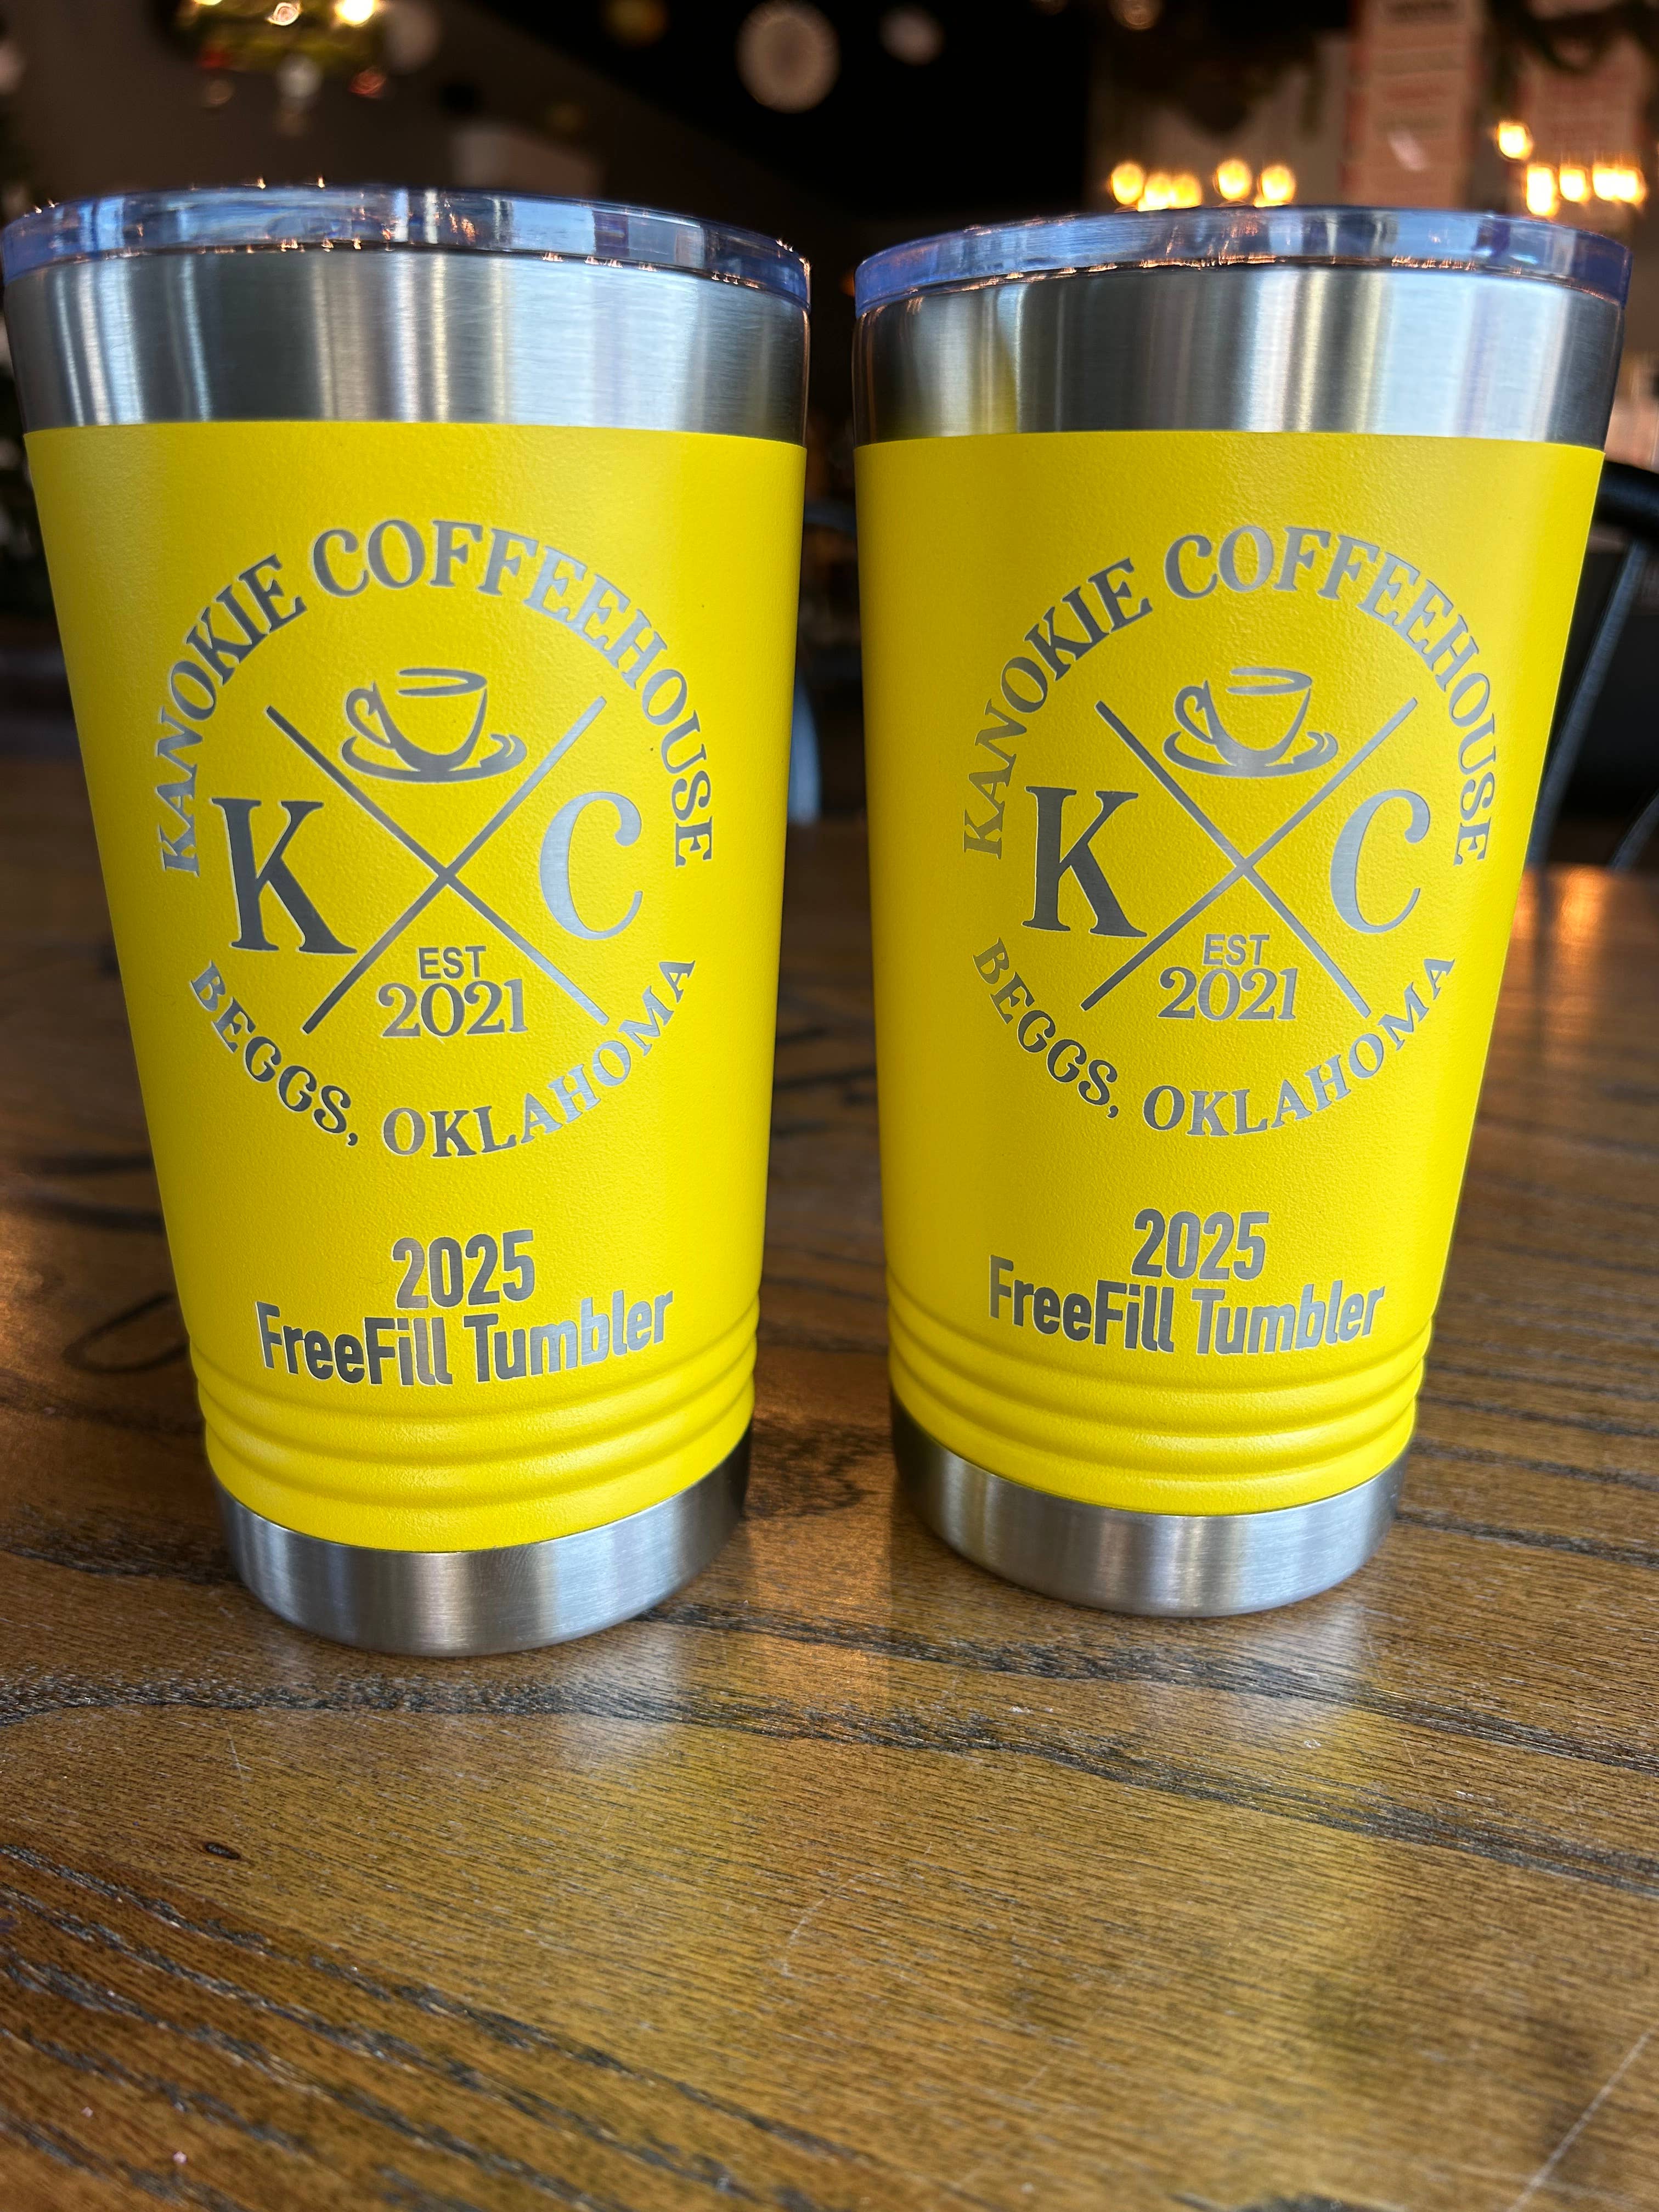 KANOKIE COFFEEHOUSE
K C
EST
2021
BEGGS, OKLAHOMA
2025
FreeFill Tumbler
KANOKIE COFFEEHOUSE
K C
EST
2021
BEGGS, OKLAHOMA
2025
FreeFill Tumbler